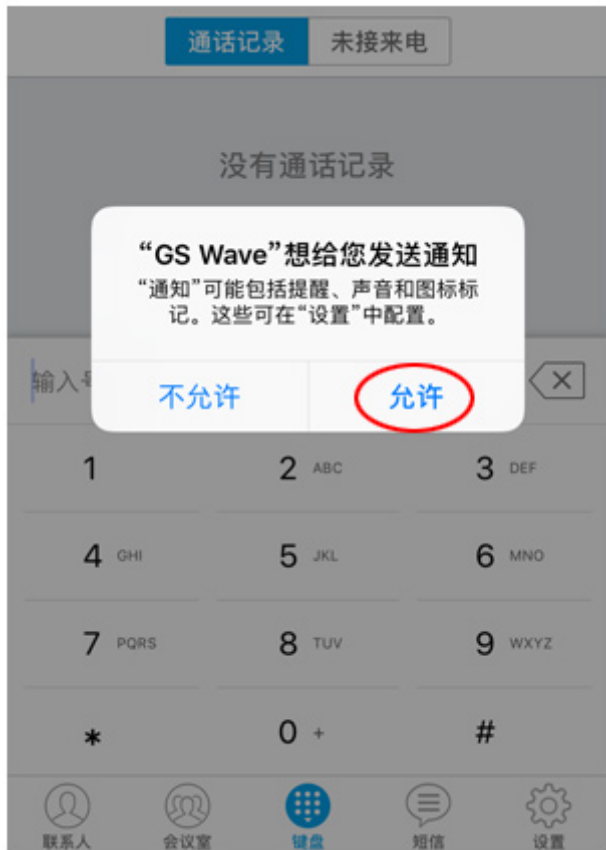 通话记录 未接来电
没有通话记录
“GS Wave”想给您发送通知
“通知”可能包括提醒、声音和图标标
记。这些可在“设置”中配置。
输入
不允许 允许
1 2 ABC 3 DEF
4 GHI 5 JKL 6 MNO
7 PQRS 8 TUV 9 WXYZ
* 0 + #
联系人 会议室 键盘 短信 设置